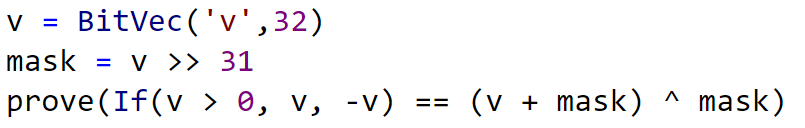 v = BitVec('v',32)
mask = v >> 31
prove(If(v > 0, v, -v) == (v + mask) ^ mask)